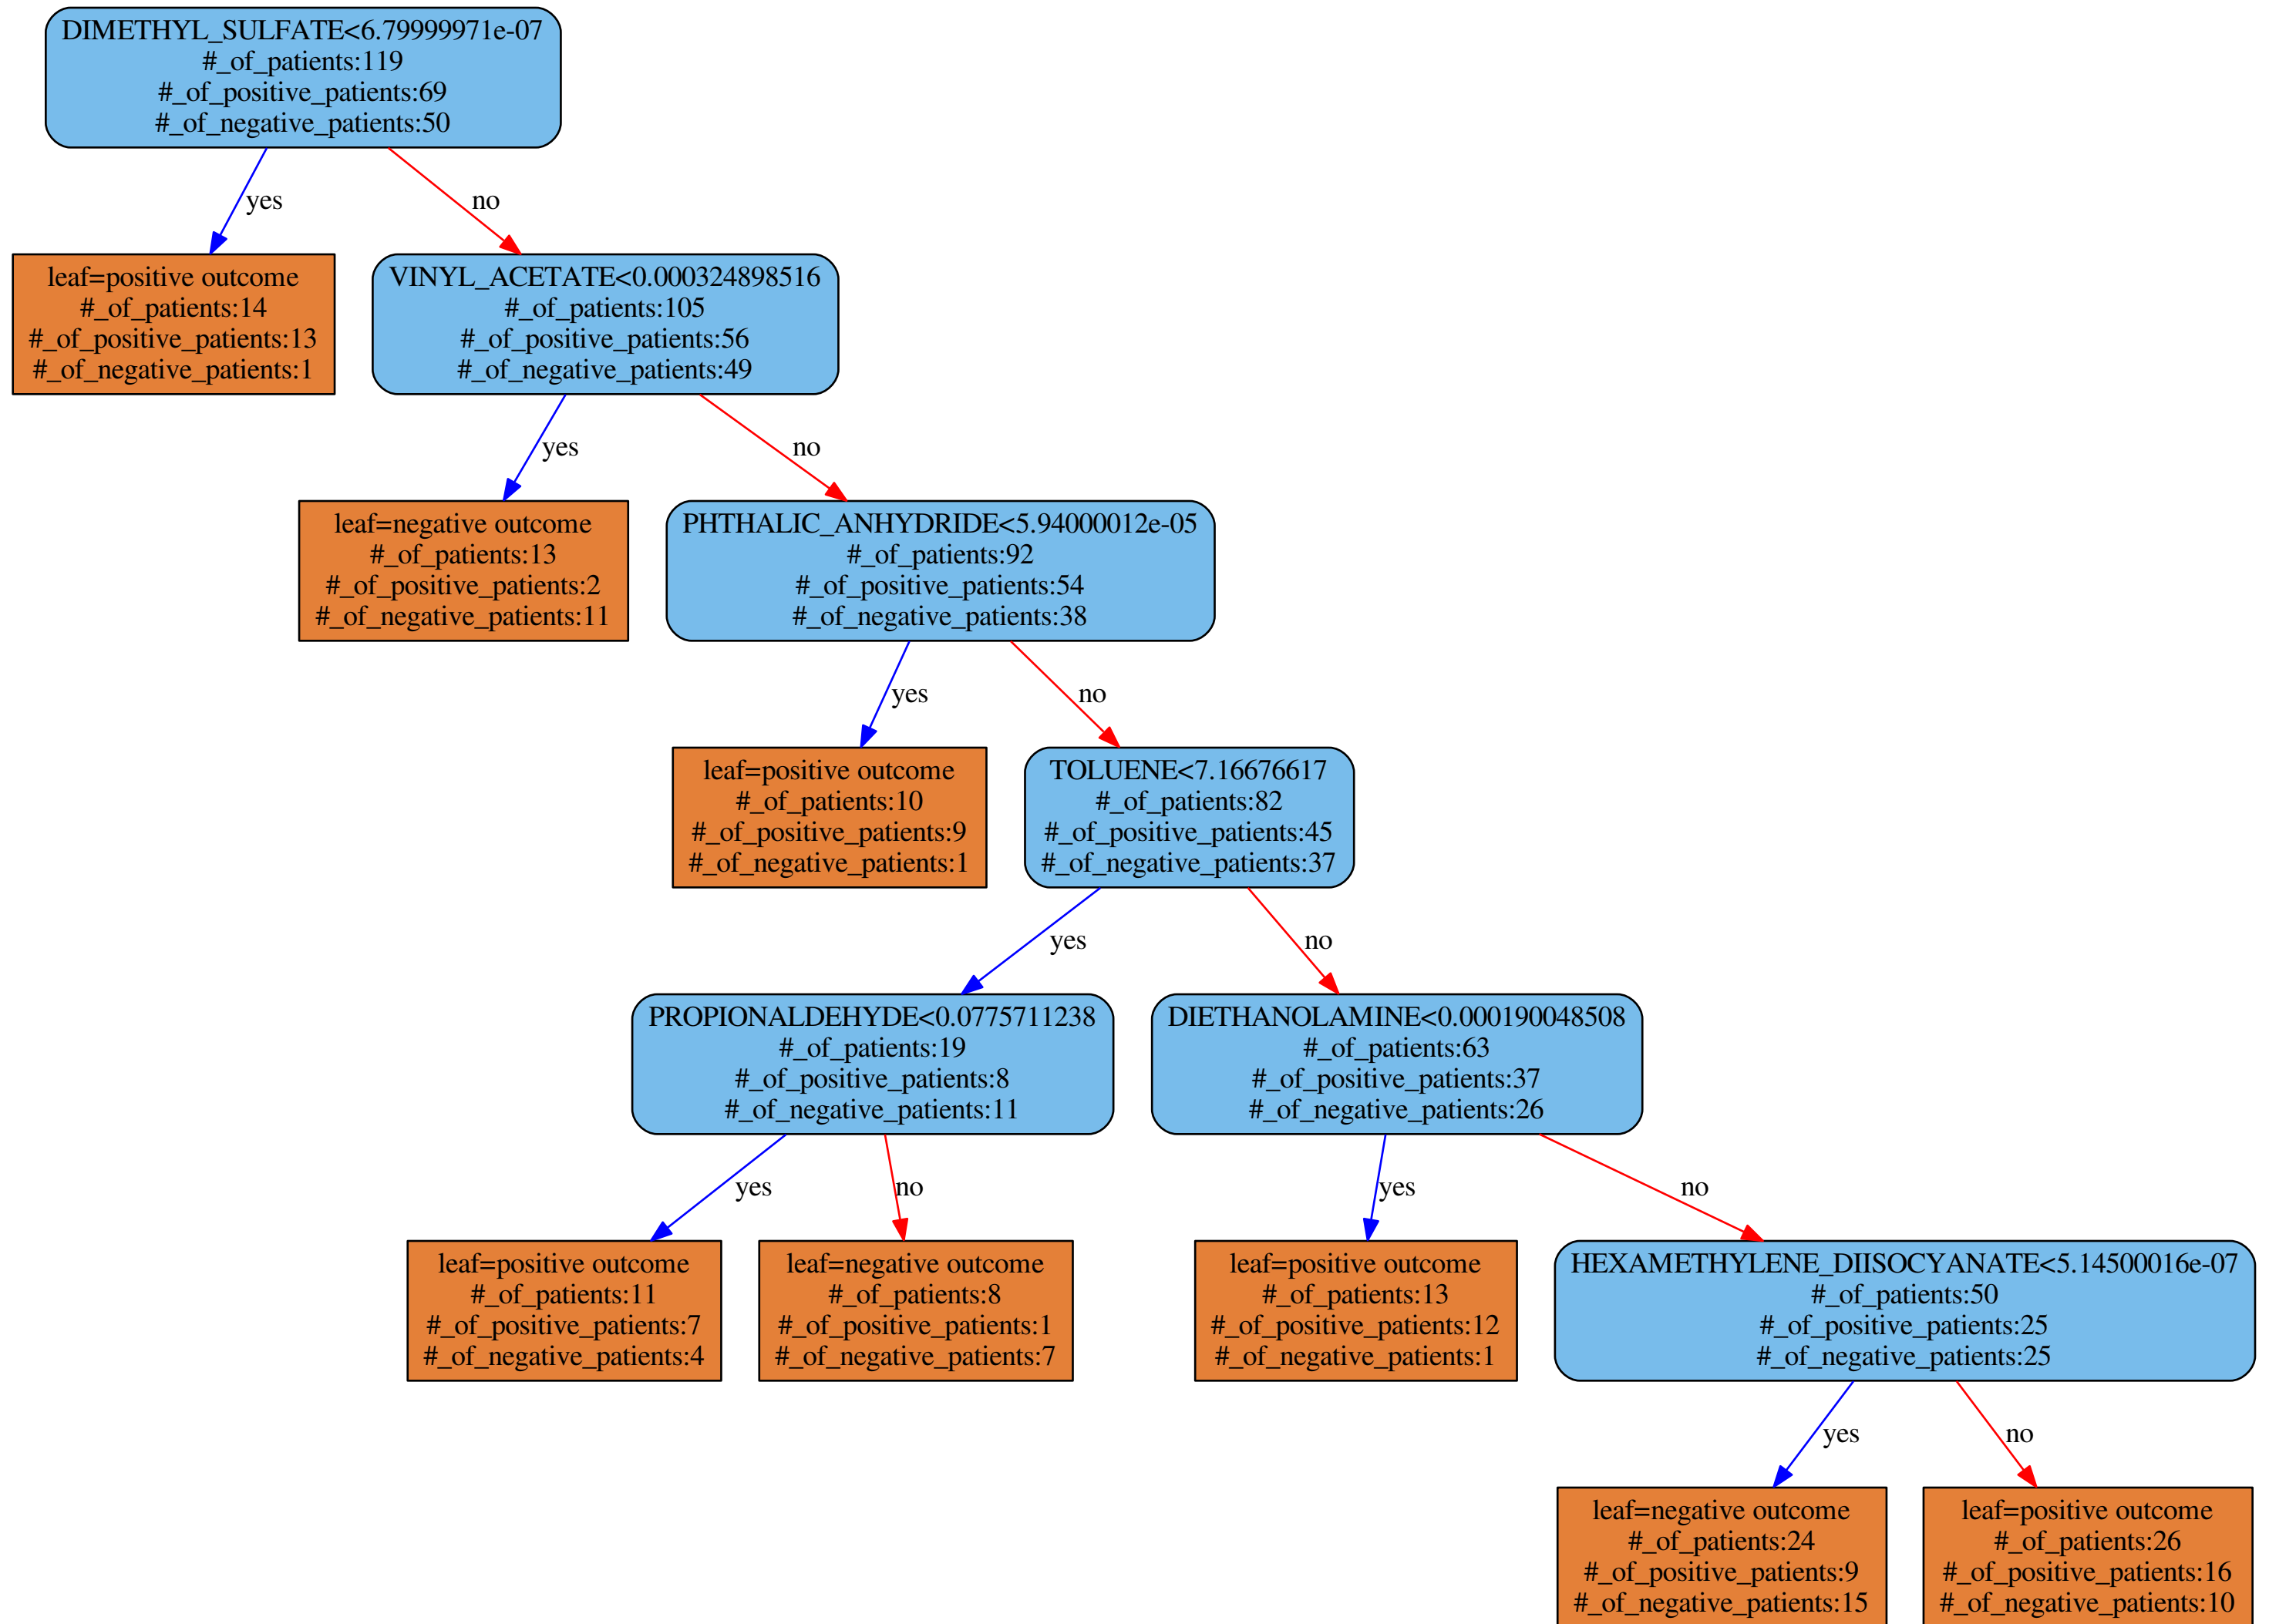 DIMETHYL_SULFATE<6.79999971e-07
#_of_patients:119
#_of_positive_patients:69
#_of_negative_patients:50
yes
no
leaf=positive outcome
#_of_patients:14
#_of_positive_patients:13
#_of_negative_patients:1
VINYL_ACETATE<0.000324898516
#_of_patients:105
#_of_positive_patients:56
#_of_negative_patients:49
yes
no
leaf=negative outcome
#_of_patients:13
#_of_positive_patients:2
#_of_negative_patients:11
PHTHALIC_ANHYDRIDE<5.94000012e-05
#_of_patients:92
#_of_positive_patients:54
#_of_negative_patients:38
yes
no
leaf=positive outcome
#_of_patients:10
#_of_positive_patients:9
#_of_negative_patients:1
TOLUENE<7.16676617
#_of_patients:82
#_of_positive_patients:45
#_of_negative_patients:37
yes
no
PROPIONALDEHYDE<0.0775711238
#_of_patients:19
#_of_positive_patients:8
#_of_negative_patients:11
DIETHANOLAMINE<0.000190048508
#_of_patients:63
#_of_positive_patients:37
#_of_negative_patients:26
yes
no
yes
no
leaf=positive outcome
#_of_patients:11
#_of_positive_patients:7
#_of_negative_patients:4
leaf=negative outcome
#_of_patients:8
#_of_positive_patients:1
#_of_negative_patients:7
leaf=positive outcome
#_of_patients:13
#_of_positive_patients:12
#_of_negative_patients:1
HEXAMETHYLENE_DIISOCYANATE<5.14500016e-07
#_of_patients:50
#_of_positive_patients:25
#_of_negative_patients:25
yes
no
leaf=negative outcome
#_of_patients:24
#_of_positive_patients:9
#_of_negative_patients:15
leaf=positive outcome
#_of_patients:26
#_of_positive_patients:16
#_of_negative_patients:10